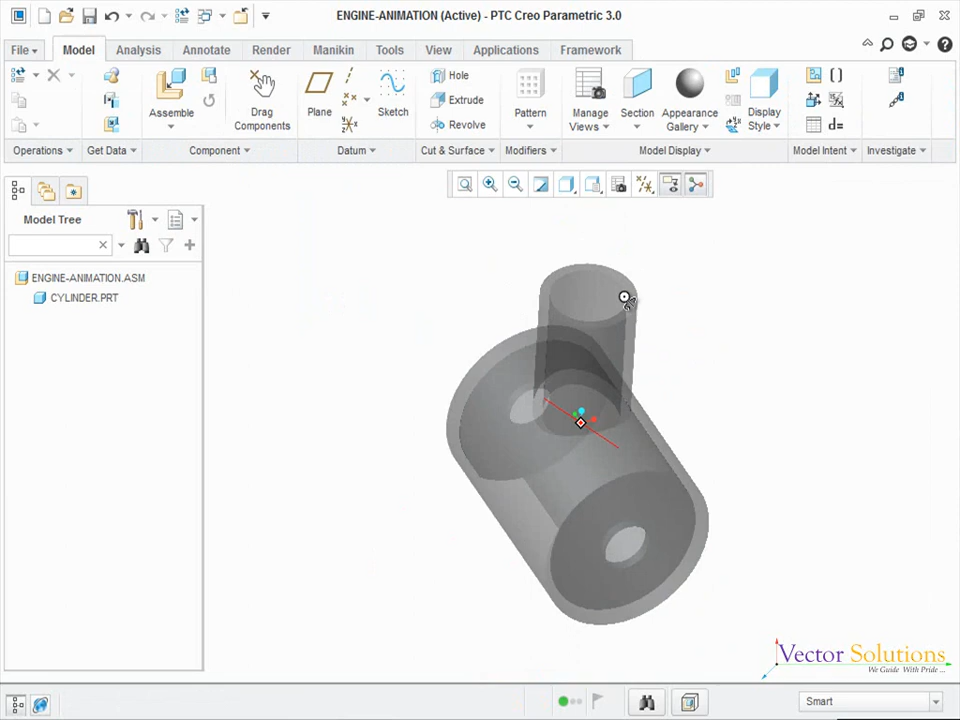 ENGINE-ANIMATION (Active) - PTC Creo Parametric 3.0
File Model Analysis Annotate Render Manikin Tools View Applications Framework
Assemble
Drag Components
Plane
Sketch
Hole
Extrude
Revolve
Pattern
Manage Views
Section
Appearance Gallery
Display Style
Operations Get Data Component Datum Cut & Surface Modifiers Model Display Model Intent Investigate
Model Tree
ENGINE-ANIMATION.ASM
CYLINDER.PRT
Vector Solutions
We Guide With Pride ...
Smart